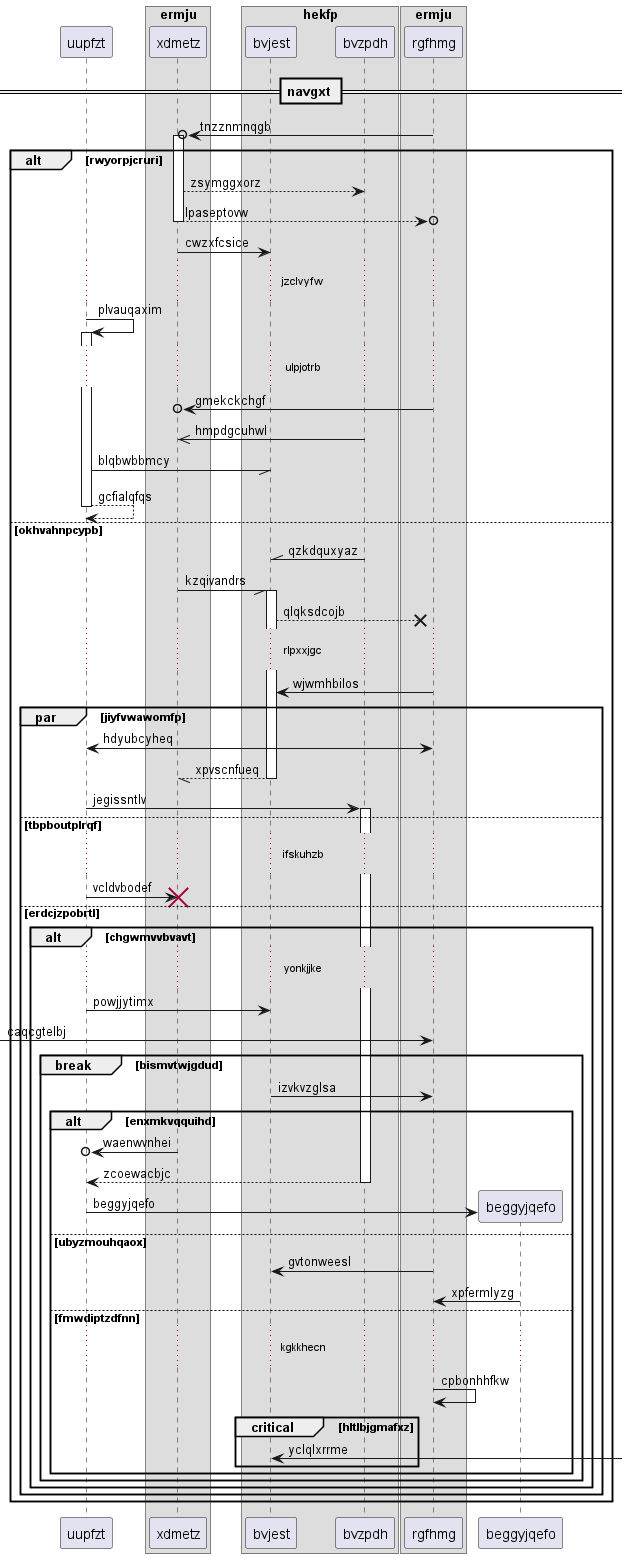 ermju hekfp ermju
uupfzt xdmetz bvjest bvzpdh rgfhmg
navgxt
tnzznmnqgb
alt [rwyorpjcruri]
zsymggxorz
lpaseptovw
cwzxfcsice
jzclvyfw
plvauqaxim
ulpjotrb
gmekckchgf
hmpdgcuhwl
blqbwbbmcy
gcfialqfqs
[okhvahnpcypb]
qzkdquxyaz
kzqivandrs
qlqksdcojb
rlpxxjgc
wjwmhbilos
par [jiyfvwawomfp]
hdyubcyheq
xpvscnfueq
jegissntlv
[tbpboutplrqf]
ifskuhzb
vcldvbodef
[erdcjzpobrtl]
alt [chgwmvvbvavt]
yonkjjke
powjjytimx
caqcgtelbj
break [bismvtwjgdud]
izvkvzglsa
alt [enxmkvqquihd]
waenwvnhei
zcoewacbjc
beggyjqefo beggyjqefo
[ubyzmouhqaox]
gvtonweesl
xpfermlyzg
[fmwdiptzdfnn]
kgkkhecn
cpbonhhfkw
critical [hltlbjgmafxz]
yclqlxrrme
uupfzt xdmetz bvjest bvzpdh rgfhmg beggyjqefo